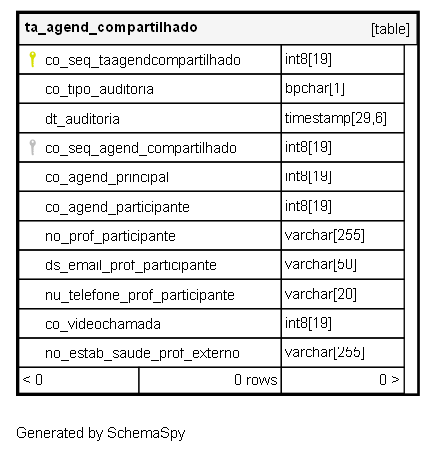 ta_agend_compartilhado [table]
co_seq_taagendcompartilhado int8[19]
co_tipo_auditoria bpchar[1]
dt_auditoria timestamp[29,6]
co_seq_agend_compartilhado int8[19]
co_agend_principal int8[19]
co_agend_participante int8[19]
no_prof_participante varchar[255]
ds_email_prof_participante varchar[50]
nu_telefone_prof_participante varchar[20]
co_videochamada int8[19]
no_estab_saude_prof_externo varchar[255]
< 0 0 rows 0 >
Generated by SchemaSpy